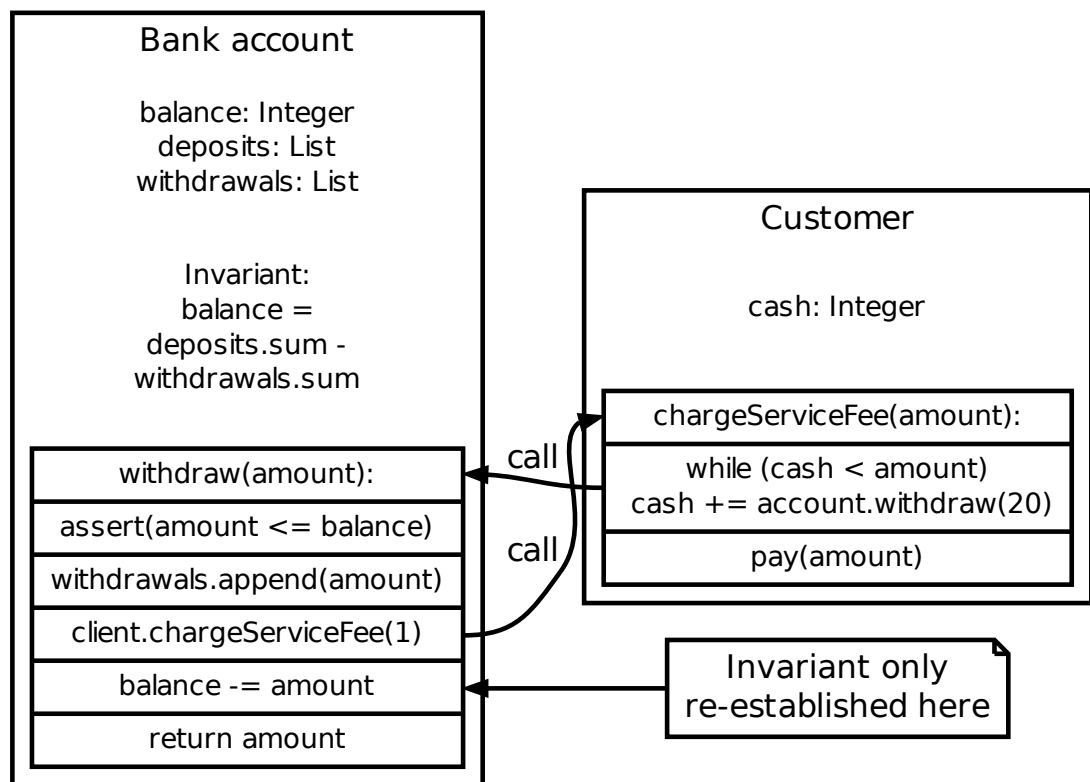 Bank account
balance: Integer
deposits: List
withdrawals: List
Invariant:
balance =
deposits.sum -
withdrawals.sum
withdraw(amount):
assert(amount <= balance)
withdrawals.append(amount)
client.chargeServiceFee(1)
balance -= amount
return amount
call
call
Customer
cash: Integer
chargeServiceFee(amount):
while (cash < amount)
cash += account.withdraw(20)
pay(amount)
Invariant only
re-established here